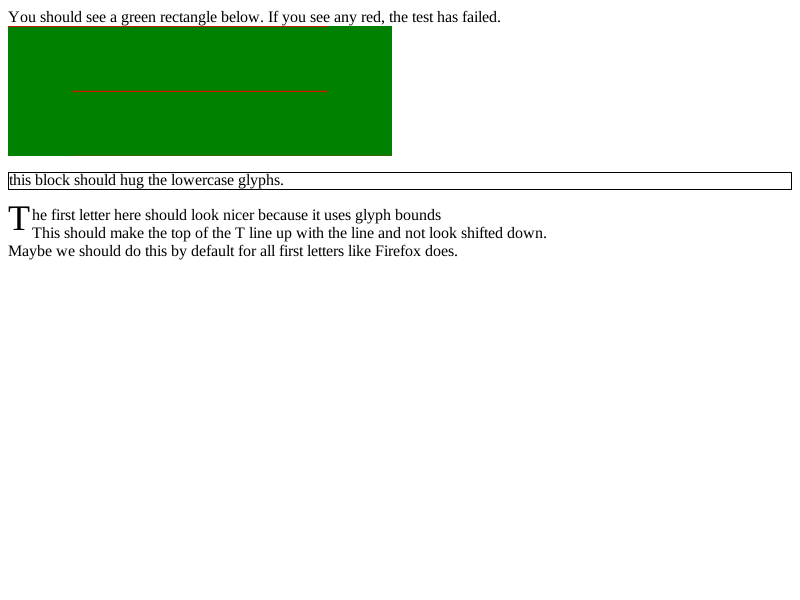 You should see a green rectangle below. If you see any red, the test has failed.
this block should hug the lowercase glyphs.
The first letter here should look nicer because it uses glyph bounds
This should make the top of the T line up with the line and not look shifted down.
Maybe we should do this by default for all first letters like Firefox does.